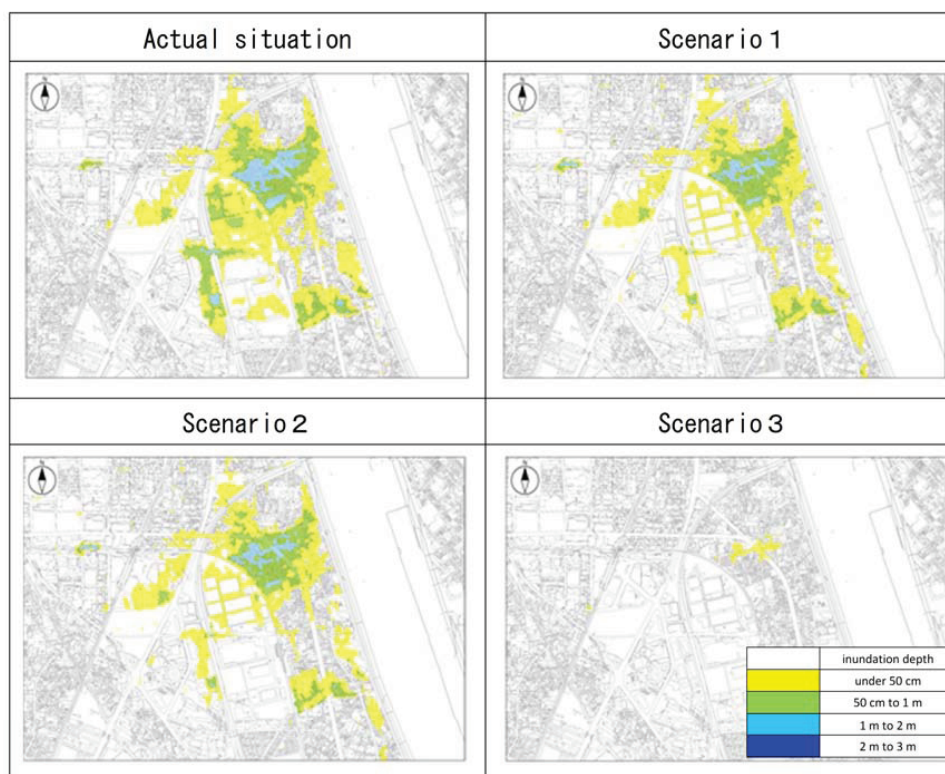 Actual situation
Scenario 1
Scenario 2
Scenario 3
inundation depth
under 50 cm
50 cm to 1 m
1 m to 2 m
2 m to 3 m